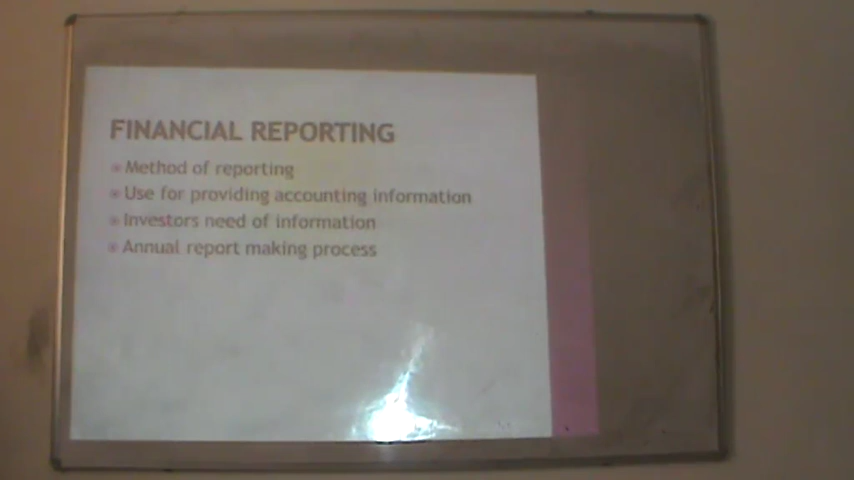 FINANCIAL REPORTING
Method of reporting
Use for providing accounting information
Investors need of information
Annual report making process